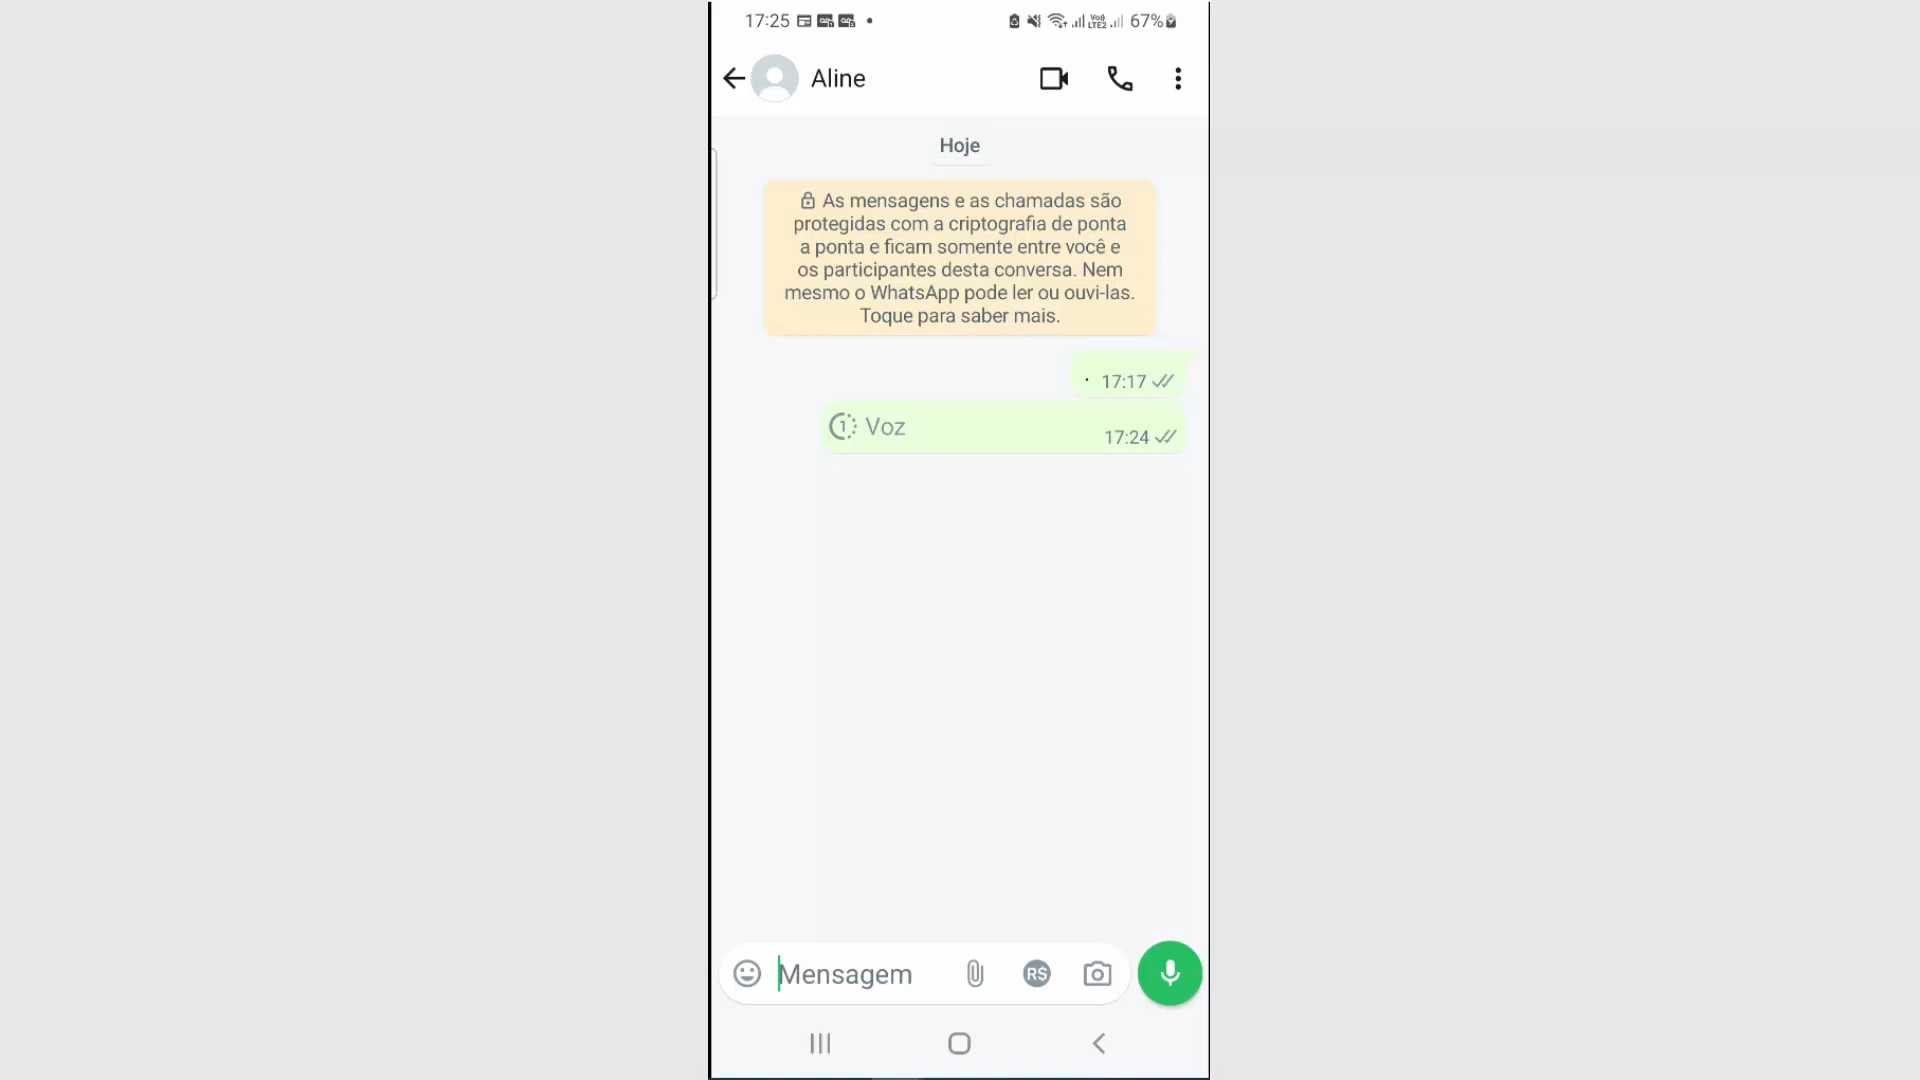 17:25 67%
Aline
Hoje
As mensagens e as chamadas são
protegidas com a criptografia de ponta
a ponta e ficam somente entre você e
os participantes desta conversa. Nem
mesmo o WhatsApp pode ler ou ouvi-las.
Toque para saber mais.
. 17:17
1 Voz
17:24
Mensagem R$